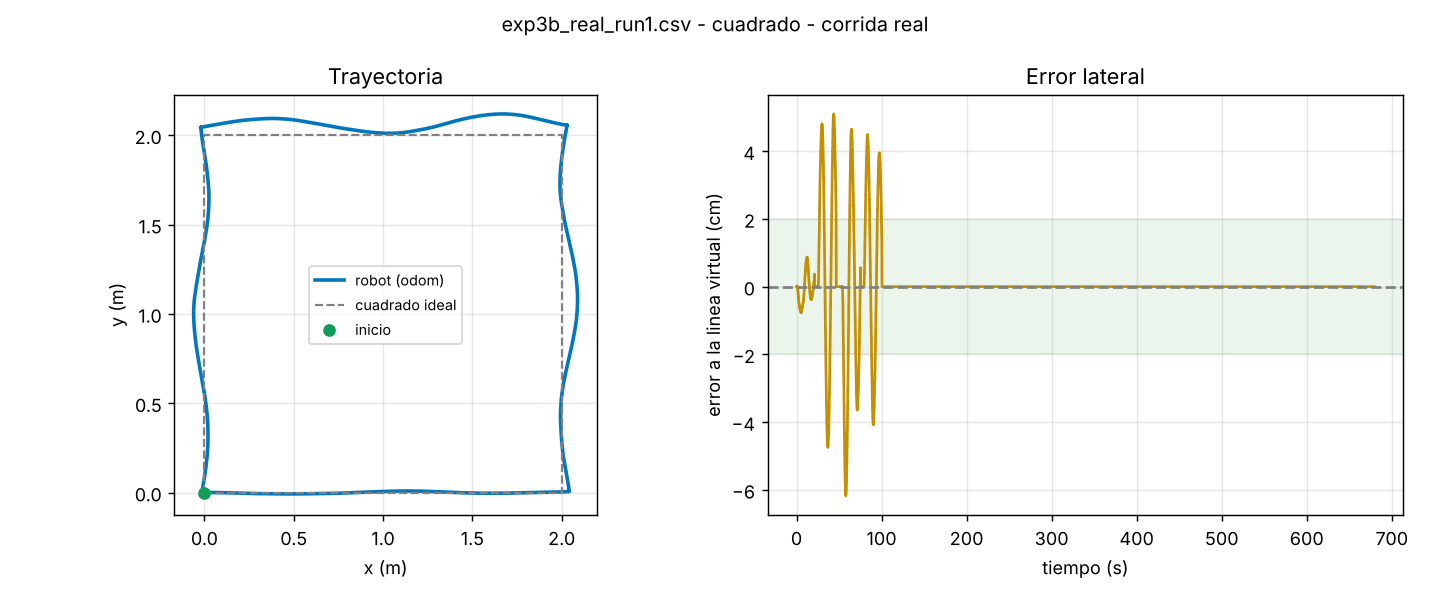 exp3b_real_run1.csv - cuadrado - corrida real
Trayectoria
y (m)
2.0
1.5
1.0
0.5
0.0
robot (odom)
cuadrado ideal
inicio
0.0 0.5 1.0 1.5 2.0
x (m)
Error lateral
error a la linea virtual (cm)
4
2
0
−2
−4
−6
0 100 200 300 400 500 600 700
tiempo (s)